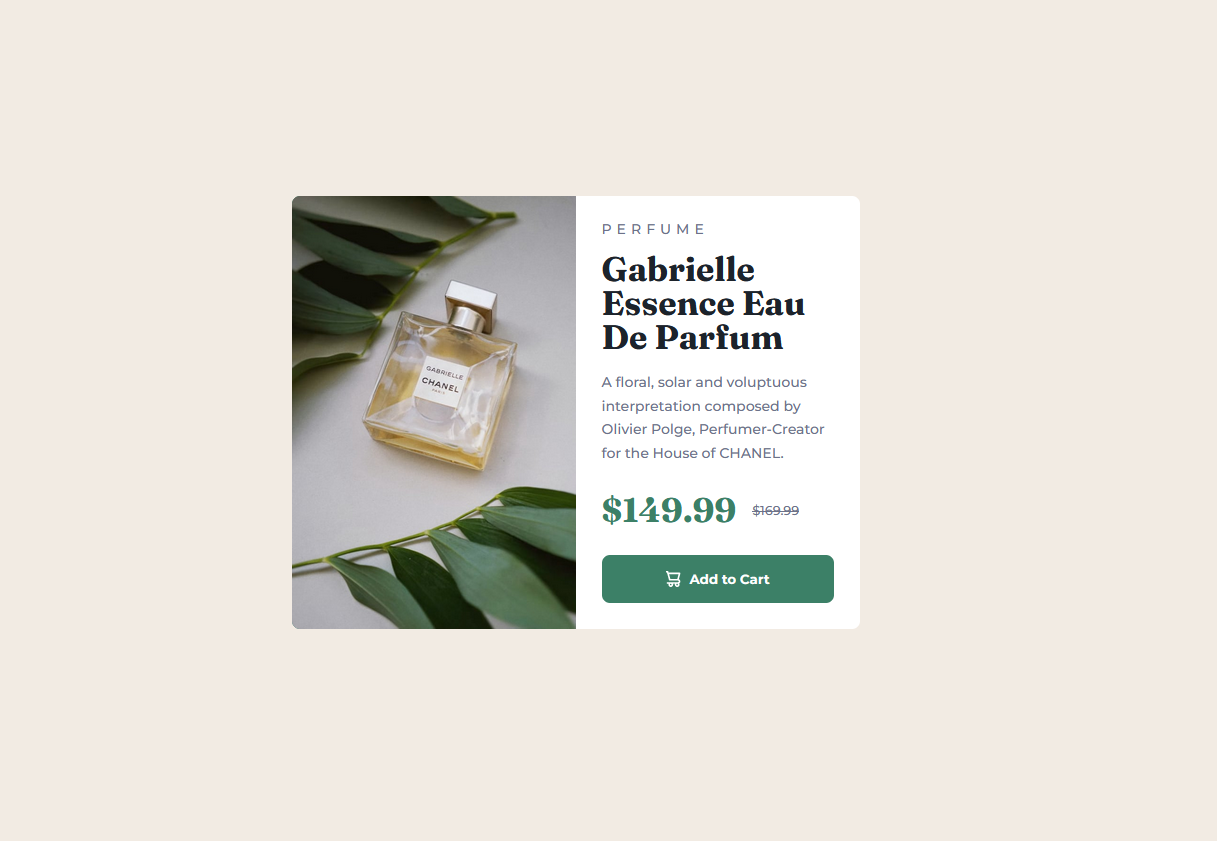 GABRIELLE
CHANEL
PARIS
PERFUME
Gabrielle
Essence Eau
De Parfum
A floral, solar and voluptuous
interpretation composed by
Olivier Polge, Perfumer-Creator
for the House of CHANEL.
$149.99 $169.99
Add to Cart